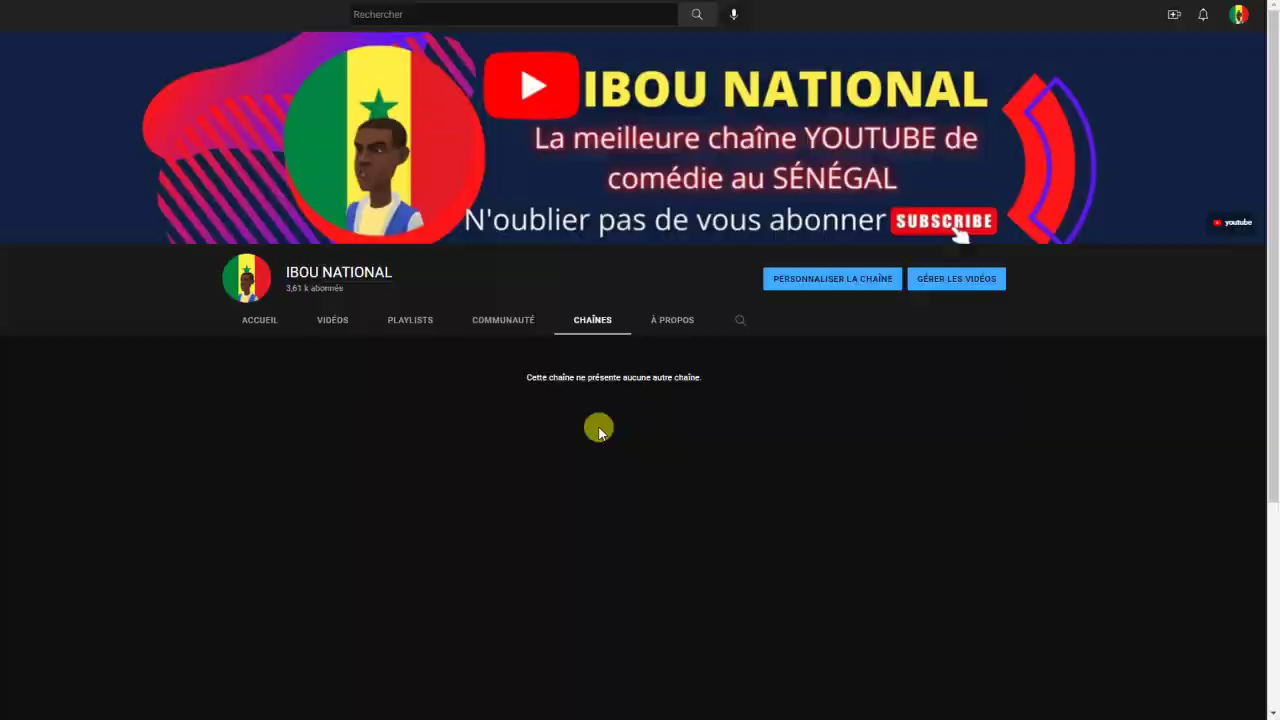 Rechercher
IBOU NATIONAL
La meilleure chaîne YOUTUBE de
comédie au SÉNÉGAL
N'oublier pas de vous abonner SUBSCRIBE
youtube
IBOU NATIONAL
3,61 k abonnés
PERSONNALISER LA CHAÎNE GÉRER LES VIDÉOS
ACCUEIL VIDÉOS PLAYLISTS COMMUNAUTÉ CHAÎNES À PROPOS
Cette chaîne ne présente aucune autre chaîne.